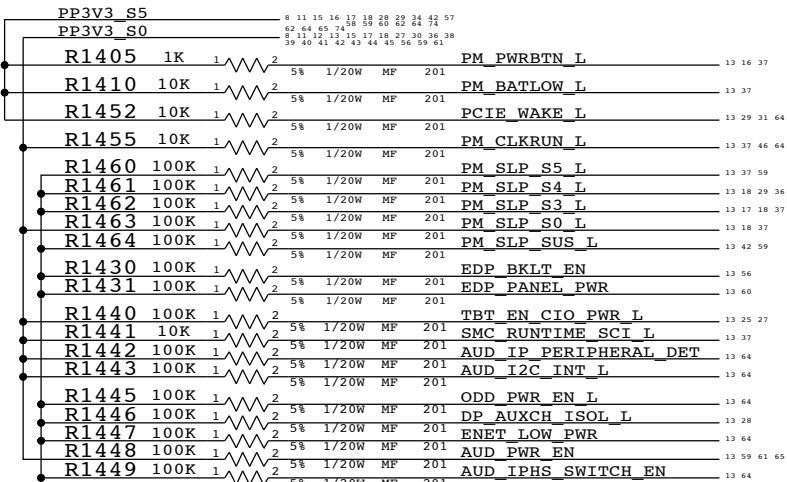 PP3V3_S5 8 11 15 16 17 18 28 29 34 42 57
58 59 60 62 64 74
PP3V3_S0 62 64 65 74
8 11 12 13 15 17 18 27 30 36 38
39 40 41 42 43 44 45 56 59 61
R1405 1K 1 2 PM_PWRBTN_L 13 16 37
5% 1/20W MF 201
R1410 10K 1 2 PM_BATLOW_L 13 37
5% 1/20W MF 201
R1452 10K 1 2 PCIE_WAKE_L 13 29 31 64
5% 1/20W MF 201
R1455 10K 1 2 PM_CLKRUN_L 13 37 46 64
5% 1/20W MF 201
R1460 100K 1 2 PM_SLP_S5_L 13 37 59
5% 1/20W MF 201
R1461 100K 1 2 PM_SLP_S4_L 13 18 29 36
5% 1/20W MF 201
R1462 100K 1 2 PM_SLP_S3_L 13 17 18 37
5% 1/20W MF 201
R1463 100K 1 2 PM_SLP_S0_L 13 18 37
5% 1/20W MF 201
R1464 100K 1 2 PM_SLP_SUS_L 13 42 59
5% 1/20W MF 201
R1430 100K 1 2 EDP_BKLT_EN 13 56
5% 1/20W MF 201
R1431 100K 1 2 EDP_PANEL_PWR 13 60
5% 1/20W MF 201
R1440 100K 1 2 TBT_EN_CIO_PWR_L 13 25 27
5% 1/20W MF 201
R1441 10K 1 2 SMC_RUNTIME_SCI_L 13 37
5% 1/20W MF 201
R1442 100K 1 2 AUD_IP_PERIPHERAL_DET 13 64
5% 1/20W MF 201
R1443 100K 1 2 AUD_I2C_INT_L 13 64
5% 1/20W MF 201
R1445 100K 1 2 ODD_PWR_EN_L 13 64
5% 1/20W MF 201
R1446 100K 1 2 DP_AUXCH_ISOL_L 13 28
5% 1/20W MF 201
R1447 100K 1 2 ENET_LOW_PWR 13 64
5% 1/20W MF 201
R1448 100K 1 2 AUD_PWR_EN 13 59 61 65
5% 1/20W MF 201
R1449 100K 1 2 AUD_IPHS_SWITCH_EN 13 64
5% 1/20W MF 201